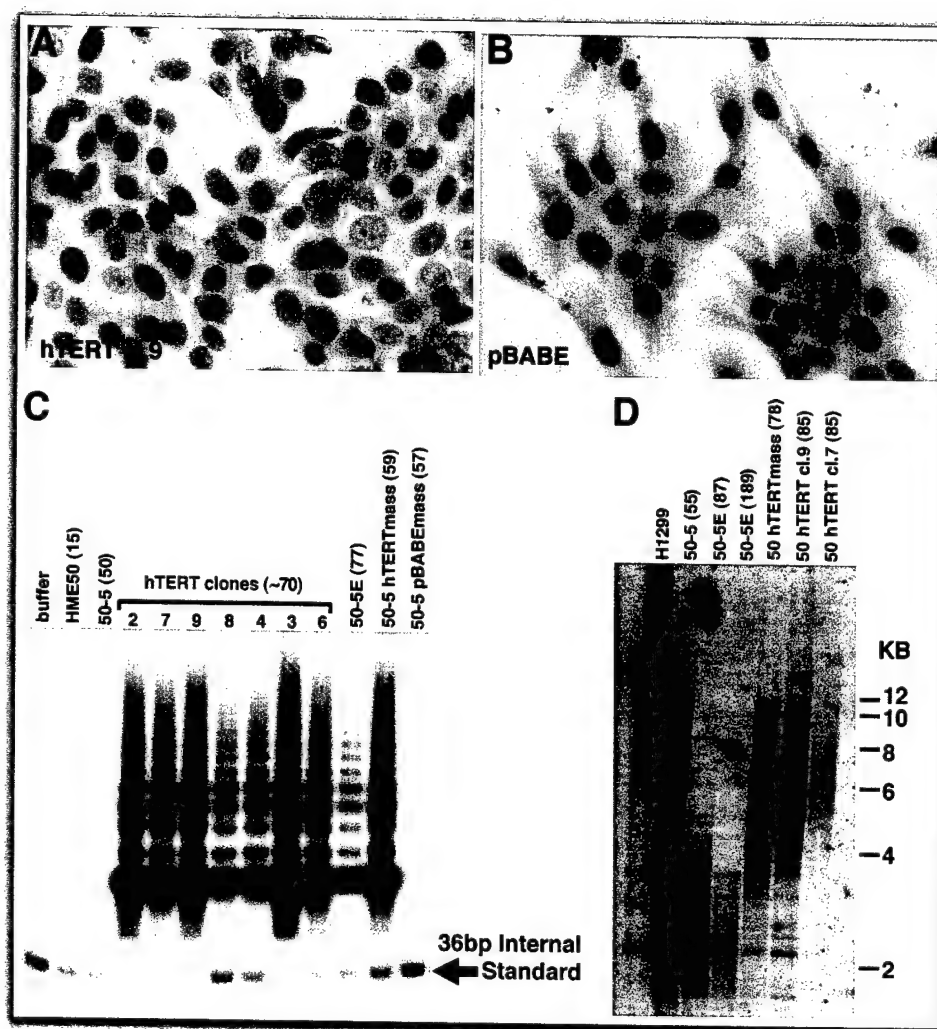 A
B
hTERT 9
pBABE
C
buffer
HME50 (15)
50-5 (50)
hTERT clones (~70)
2 7 9 8 4 3 6
50-5E (77)
50-5 hTERTmass (59)
50-5 pBABEmass (57)
36bp Internal
Standard
D
H1299
50-5 (55)
50-5E (87)
50-5E (189)
50 hTERTmass (78)
50 hTERT cl.9 (85)
50 hTERT cl.7 (85)
KB
12
10
8
6
4
2